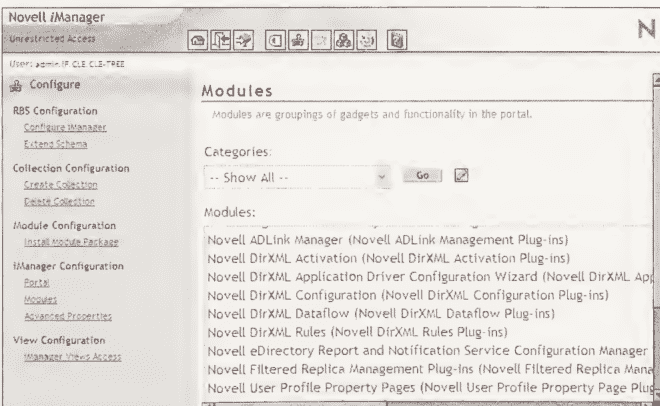 Novell iManager
Unrestricted Access
N
User: admin.IF.CLE.CLE-TREE
Configure
RBS Configuration
Configure iManager
Extend Schema
Collection Configuration
Create Collection
Delete Collection
Module Configuration
Install Module Package
iManager Configuration
Portal
Modules
Advanced Properties
View Configuration
iManager Views Access
Modules
Modules are groupings of gadgets and functionality in the portal.
Categories:
-- Show All --
Go
Modules:
Novell ADLink Manager (Novell ADLink Management Plug-ins)
Novell DirXML Activation (Novell DirXML Activation Plug-ins)
Novell DirXML Application Driver Configuration Wizard (Novell DirXML App
Novell DirXML Configuration (Novell DirXML Configuration Plug-ins)
Novell DirXML Dataflow (Novell DirXML Dataflow Plug-ins)
Novell DirXML Rules (Novell DirXML Rules Plug-ins)
Novell eDirectory Report and Notification Service Configuration Manager
Novell Filtered Replica Management Plug-ins (Novell Filtered Replica Mana
Novell User Profile Property Pages (Novell User Profile Property Page Plug